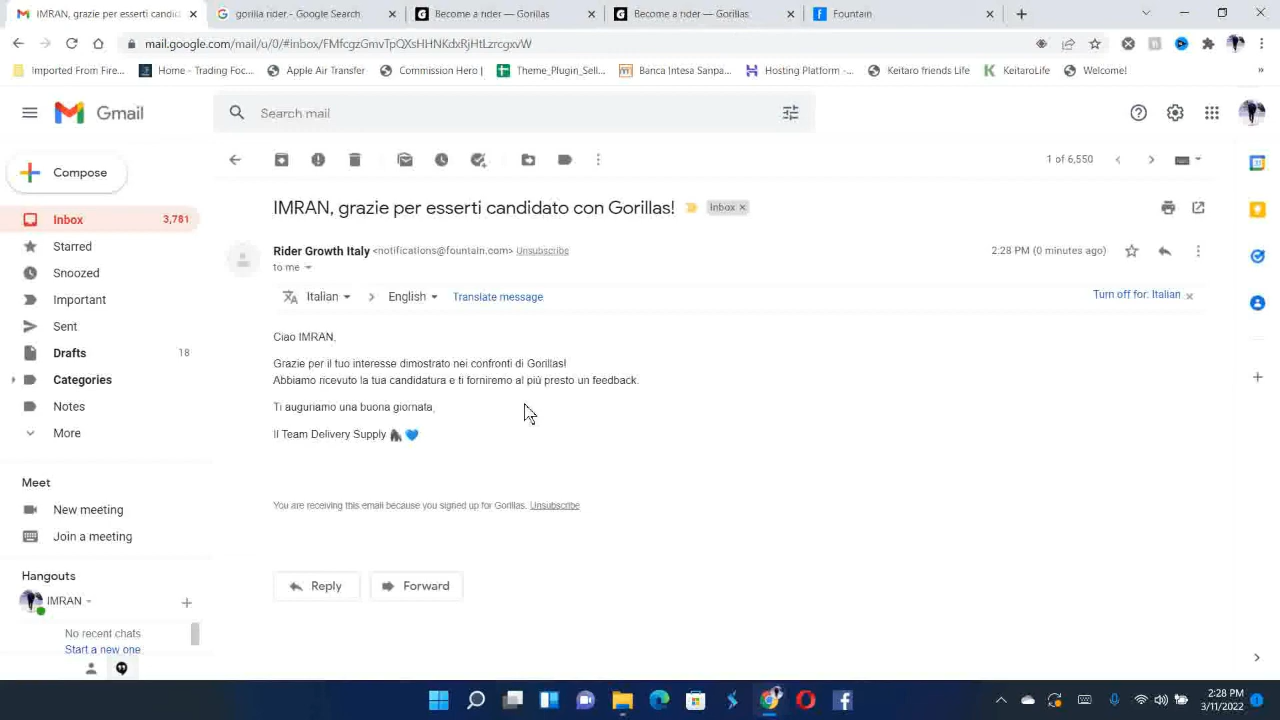 IMRAN, grazie per esserti candid
gorilla rider - Google Search
Become a rider — Gorillas
Become a rider — Gorillas
Fountain
mail.google.com/mail/u/0/#inbox/FMfcgzGmvTpQXsHHNKdxRjHtLzrcgxvW
Imported From Fire...
Home - Trading Foc...
Apple Air Transfer
Commission Hero |
Theme_Plugin_Sell...
Banca Intesa Sanpa...
Hosting Platform -...
Keitaro friends Life
KeitaroLife
Welcome!
Gmail
Search mail
Compose
1 of 6,550
Inbox 3,781
Starred
Snoozed
Important
Sent
Drafts 18
Categories
Notes
More
Meet
New meeting
Join a meeting
Hangouts
IMRAN
No recent chats
Start a new one
IMRAN, grazie per esserti candidato con Gorillas! Inbox
Rider Growth Italy <notifications@fountain.com> Unsubscribe
2:28 PM (0 minutes ago)
to me
Italian > English Translate message
Turn off for: Italian
Ciao IMRAN,
Grazie per il tuo interesse dimostrato nei confronti di Gorillas!
Abbiamo ricevuto la tua candidatura e ti forniremo al più presto un feedback.
Ti auguriamo una buona giornata,
Il Team Delivery Supply 🦍 💙
You are receiving this email because you signed up for Gorillas. Unsubscribe
Reply
Forward
2:28 PM
3/11/2022